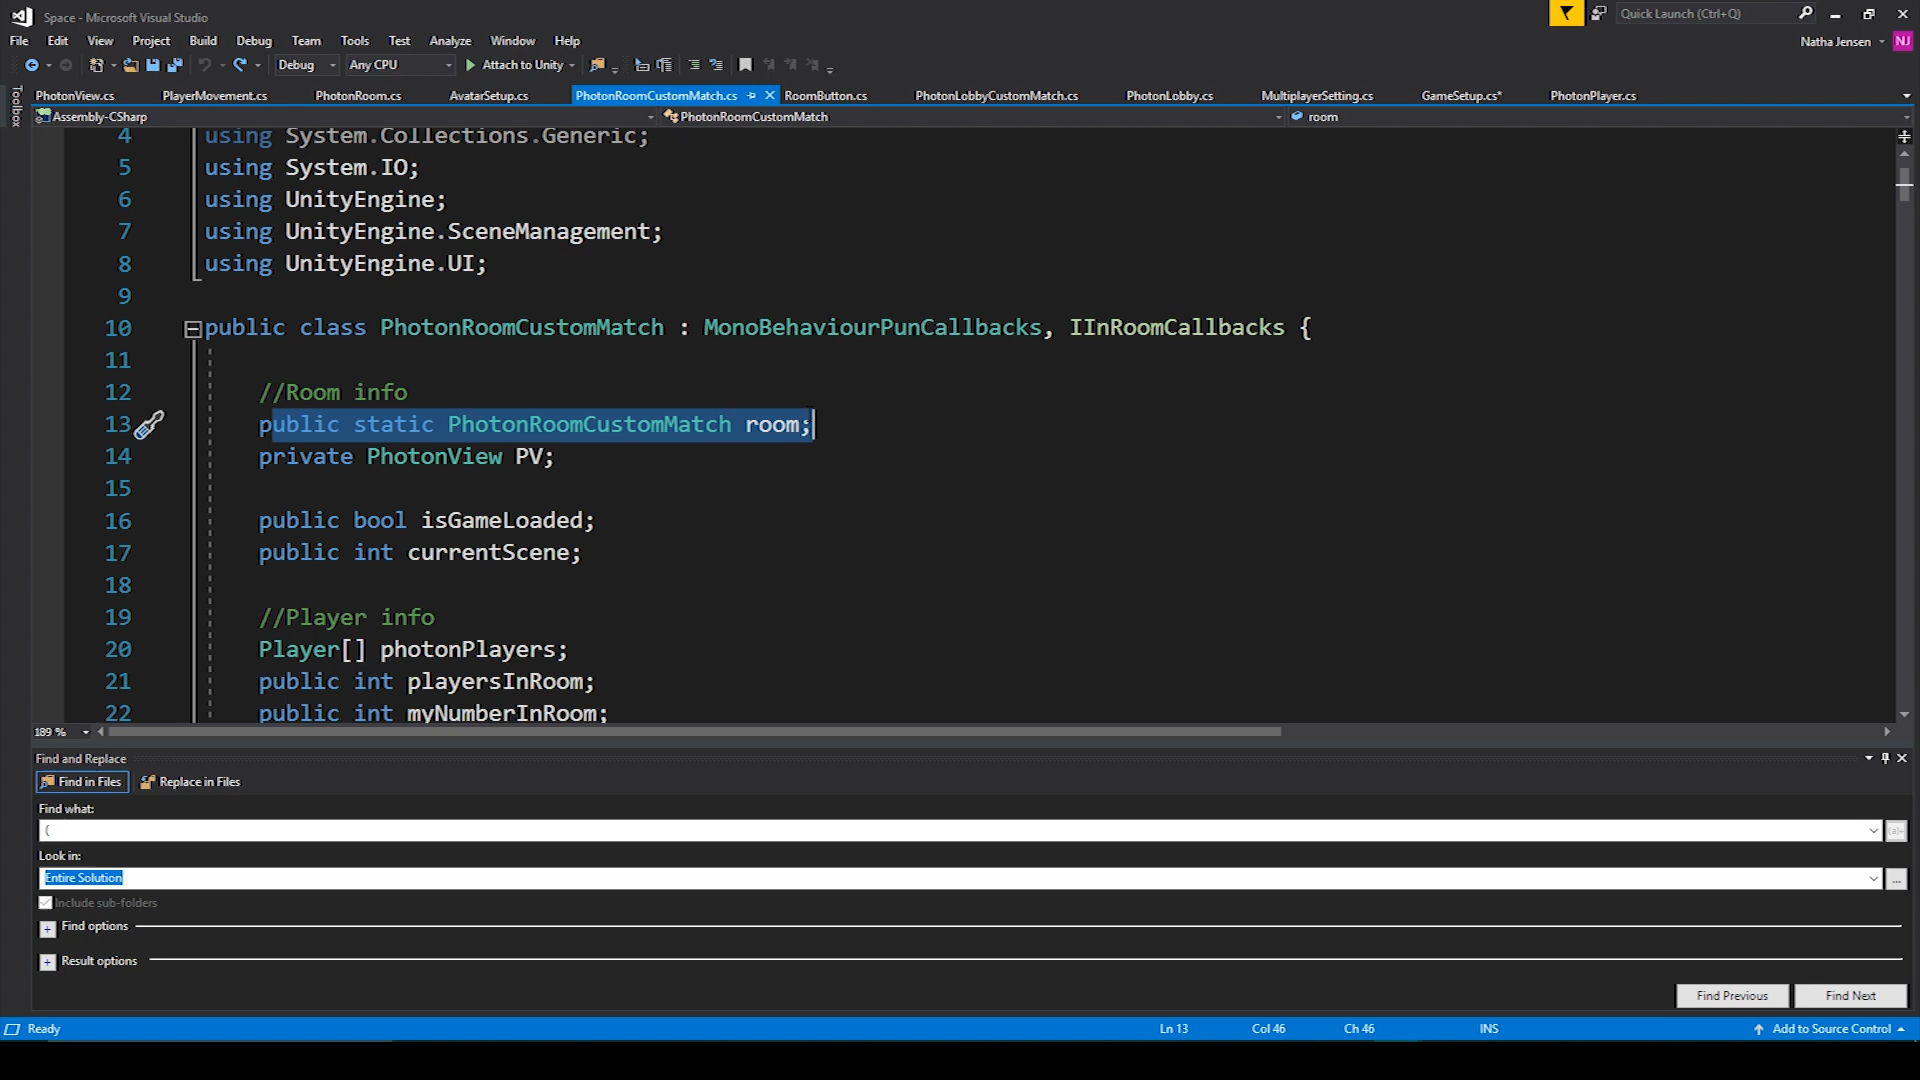 Space - Microsoft Visual Studio
Quick Launch (Ctrl+Q)
File Edit View Project Build Debug Team Tools Test Analyze Window Help
Natha Jensen NJ
Debug Any CPU Attach to Unity
Toolbox
PhotonView.cs PlayerMovement.cs PhotonRoom.cs AvatarSetup.cs PhotonRoomCustomMatch.cs RoomButton.cs PhotonLobbyCustomMatch.cs PhotonLobby.cs MultiplayerSetting.cs GameSetup.cs* PhotonPlayer.cs
Assembly-CSharp PhotonRoomCustomMatch room
4 using System.Collections.Generic;
5 using System.IO;
6 using UnityEngine;
7 using UnityEngine.SceneManagement;
8 using UnityEngine.UI;
9
10 public class PhotonRoomCustomMatch : MonoBehaviourPunCallbacks, IInRoomCallbacks {
11
12 //Room info
13 public static PhotonRoomCustomMatch room;
14 private PhotonView PV;
15
16 public bool isGameLoaded;
17 public int currentScene;
18
19 //Player info
20 Player[] photonPlayers;
21 public int playersInRoom;
22 public int myNumberInRoom;
189 %
Find and Replace
Find in Files Replace in Files
Find what:
(
Look in:
Entire Solution
...
Include sub-folders
+ Find options
+ Result options
Find Previous Find Next
Ready Ln 13 Col 46 Ch 46 INS Add to Source Control